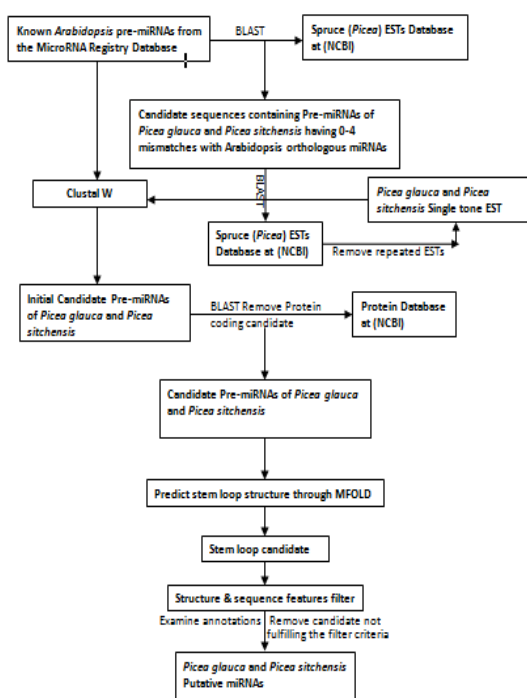 Known Arabidopsis pre-miRNAs from
the MicroRNA Registry Database
BLAST
Spruce (Picea) ESTs Database
at (NCBI)
Candidate sequences containing Pre-miRNAs of
Picea glauca and Picea sitchensis having 0-4
mismatches with Arabidopsis orthologous miRNAs
BLAST
Clustal W
Picea glauca and Picea
sitchensis Single tone EST
Spruce (Picea) ESTs
Database at (NCBI)
Remove repeated ESTs
Initial Candidate Pre-miRNAs
of Picea glauca and Picea
sitchensis
BLAST Remove Protein
coding candidate
Protein Database
at (NCBI)
Candidate Pre-miRNAs of Picea glauca
and Picea sitchensis
Predict stem loop structure through MFOLD
Stem loop candidate
Structure & sequence features filter
Examine annotations
Remove candidate not
fulfilling the filter criteria
Picea glauca and Picea sitchensis
Putative miRNAs